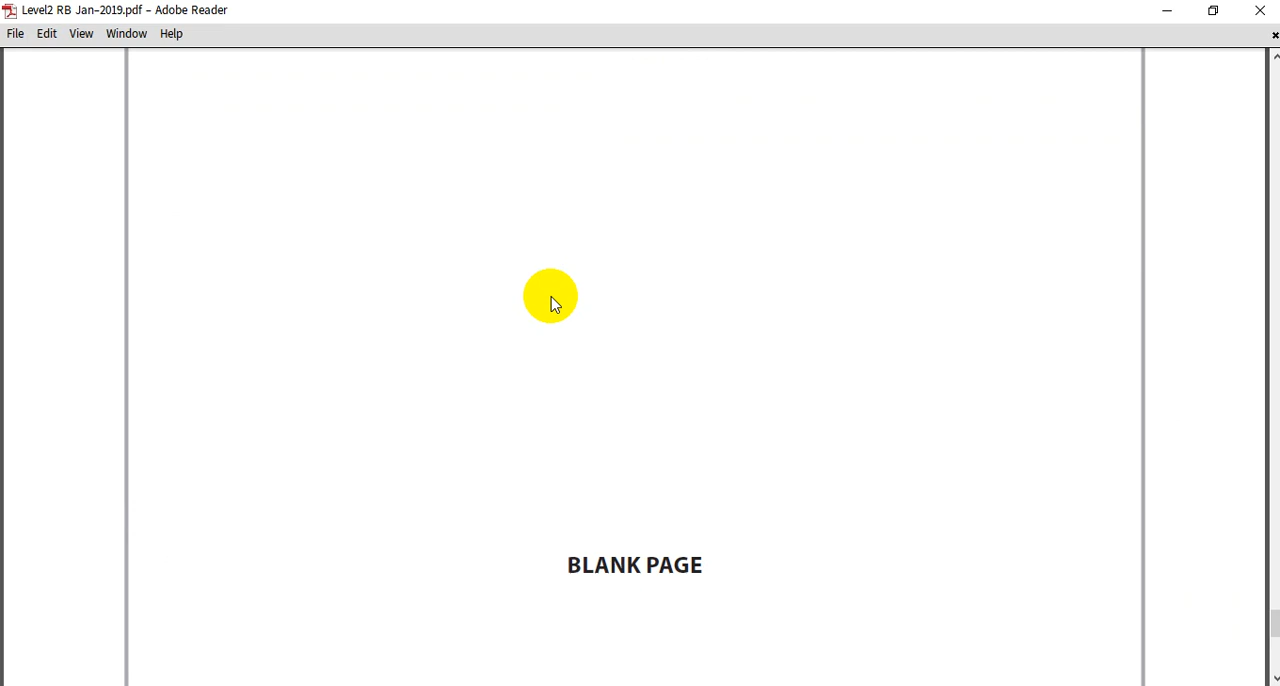 Level2 RB Jan-2019.pdf - Adobe Reader
File Edit View Window Help
BLANK PAGE